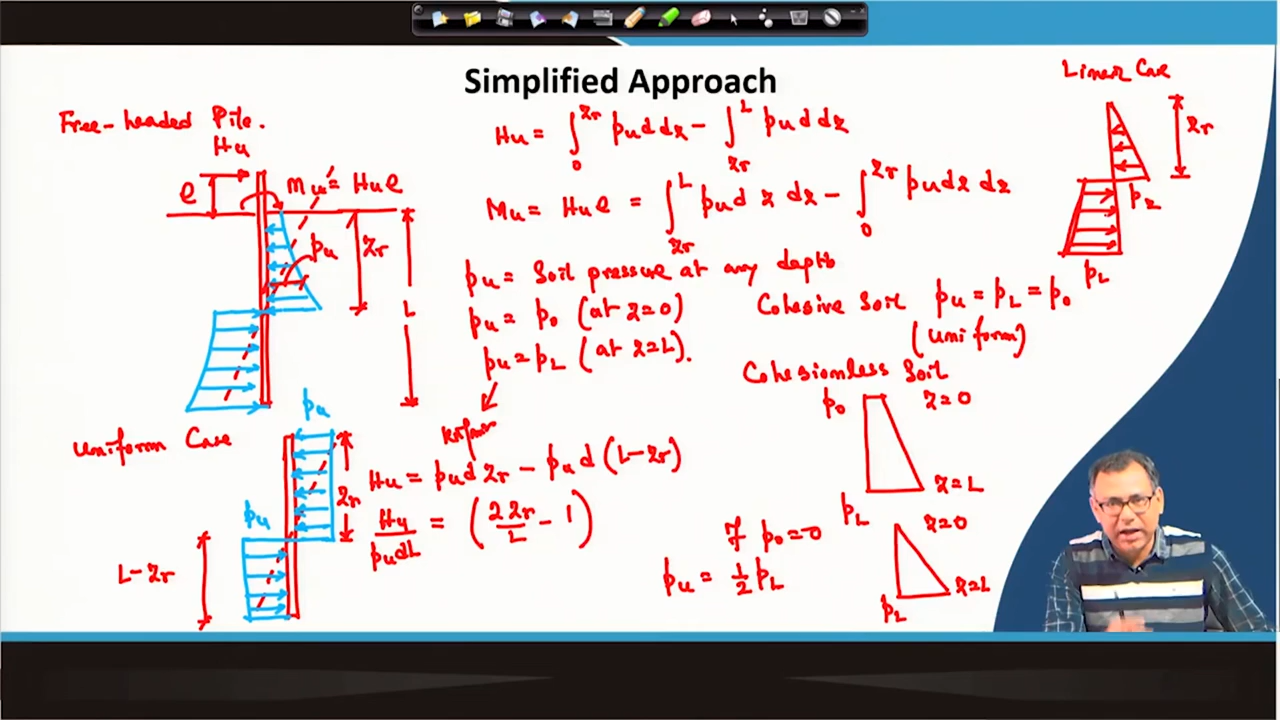 Simplified Approach
Free-headed Pile.
Hu
e
Mu = Hu e
pu
zr
L
Hu = ∫₀^zr pu d dz − ∫zr^L pu d dz
Mu = Hu e = ∫zr^L pu d z dz − ∫₀^zr pu d z dz
pu = Soil pressure at any depth
pu = p0 (at z=0)
pu = pL (at z=L).
Linear Case
zr
pz
pL
Cohesive Soil pu = pL = p0
(Uniform)
Cohesionless Soil
p0 z=0
pL z=L
Uniform Case
pu
zr
pu
L-zr
Hu = pu d zr − pu d (L-zr)
Hu/pu d L = (2zr/L − 1)
If p0 = 0
pu = 1/2 pL
z=0
pL z=L